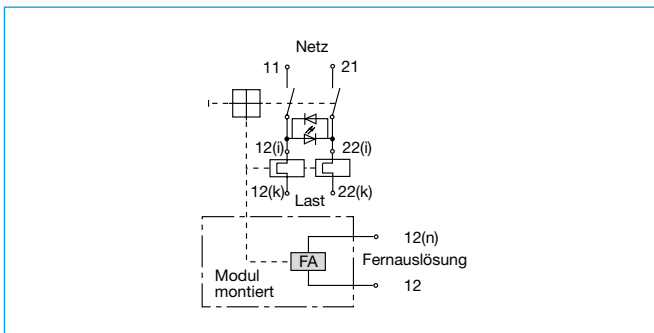 Netz
11 21
12(i) 22(i)
12(k) 22(k)
Last
12(n)
FA Fernauslösung
Modul
montiert
12